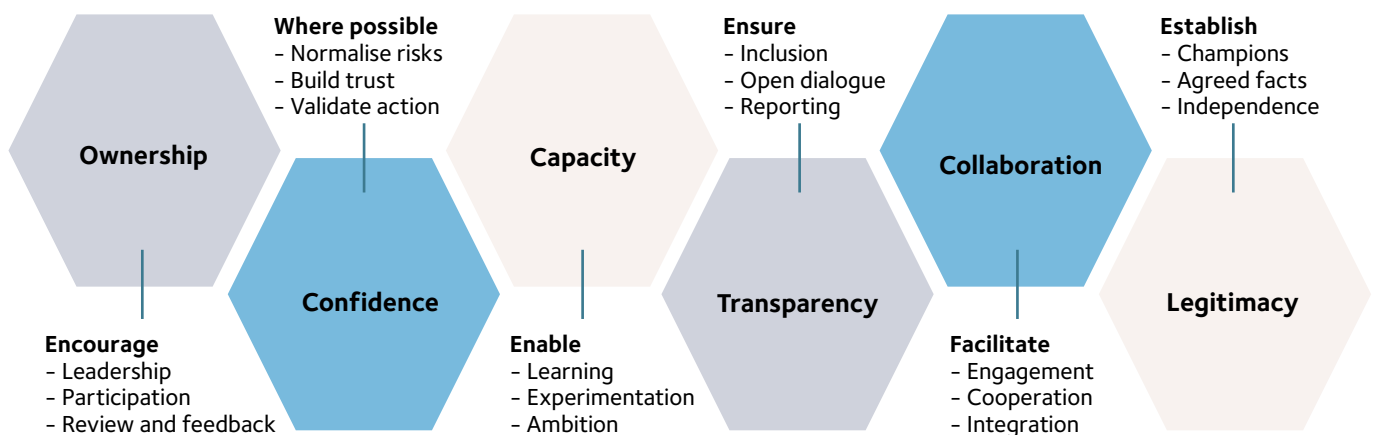 Ownership
Encourage
– Leadership
– Participation
– Review and feedback
Where possible
– Normalise risks
– Build trust
– Validate action
Confidence
Capacity
Enable
– Learning
– Experimentation
– Ambition
Ensure
– Inclusion
– Open dialogue
– Reporting
Transparency
Collaboration
Facilitate
– Engagement
– Cooperation
– Integration
Establish
– Champions
– Agreed facts
– Independence
Legitimacy